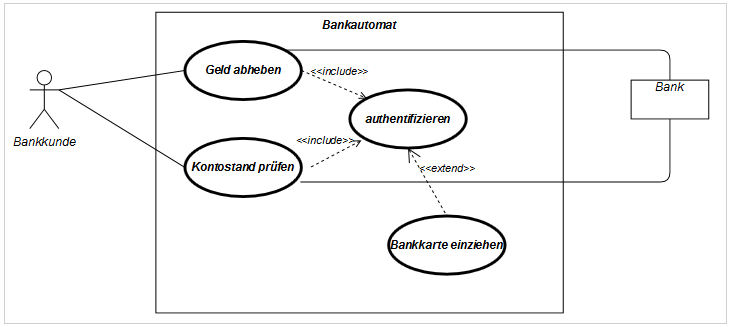 Bankautomat
Geld abheben
<<include>>
Bank
authentifizieren
Bankkunde
<<include>>
Kontostand prüfen
<<extend>>
Bankkarte einziehen